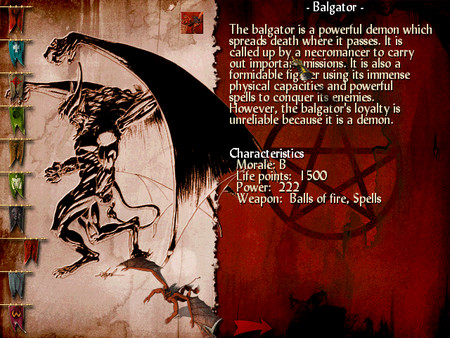 - Balgator -
The balgator is a powerful demon which
spreads death where it passes. It is
called up by a necromancer to carry
out important missions. It is also a
formidable fighter using its immense
physical capacities and powerful
spells to conquer its enemies.
However, the balgator's loyalty is
unreliable because it is a demon.
Characteristics
Morale: B
Life points: 1500
Power: 222
Weapon: Balls of fire, Spells